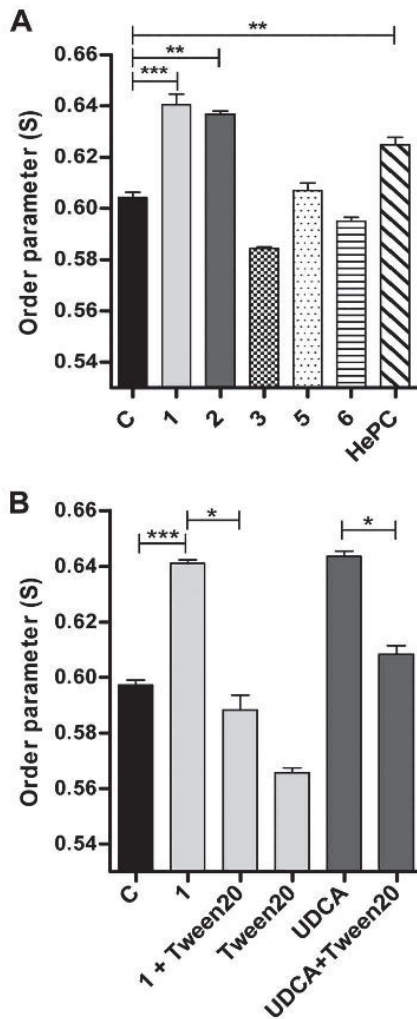 A
**
**
***
0.66
0.64
0.62
0.60
0.58
0.56
0.54
Order parameter (S)
C
1
2
3
5
6
HePC
B
***
*
*
0.66
0.64
0.62
0.60
0.58
0.56
0.54
Order parameter (S)
C
1
1 + Tween20
Tween20
UDCA
UDCA+Tween20